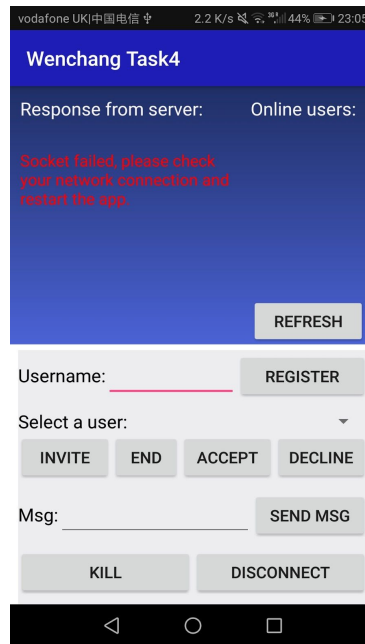 vodafone UK|中国电信 2.2 K/s 3G 44% 23:05
Wenchang Task4
Response from server: Online users:
Socket failed, please check
your network connection and
restart the app.
REFRESH
Username: REGISTER
Select a user:
INVITE END ACCEPT DECLINE
Msg: SEND MSG
KILL DISCONNECT